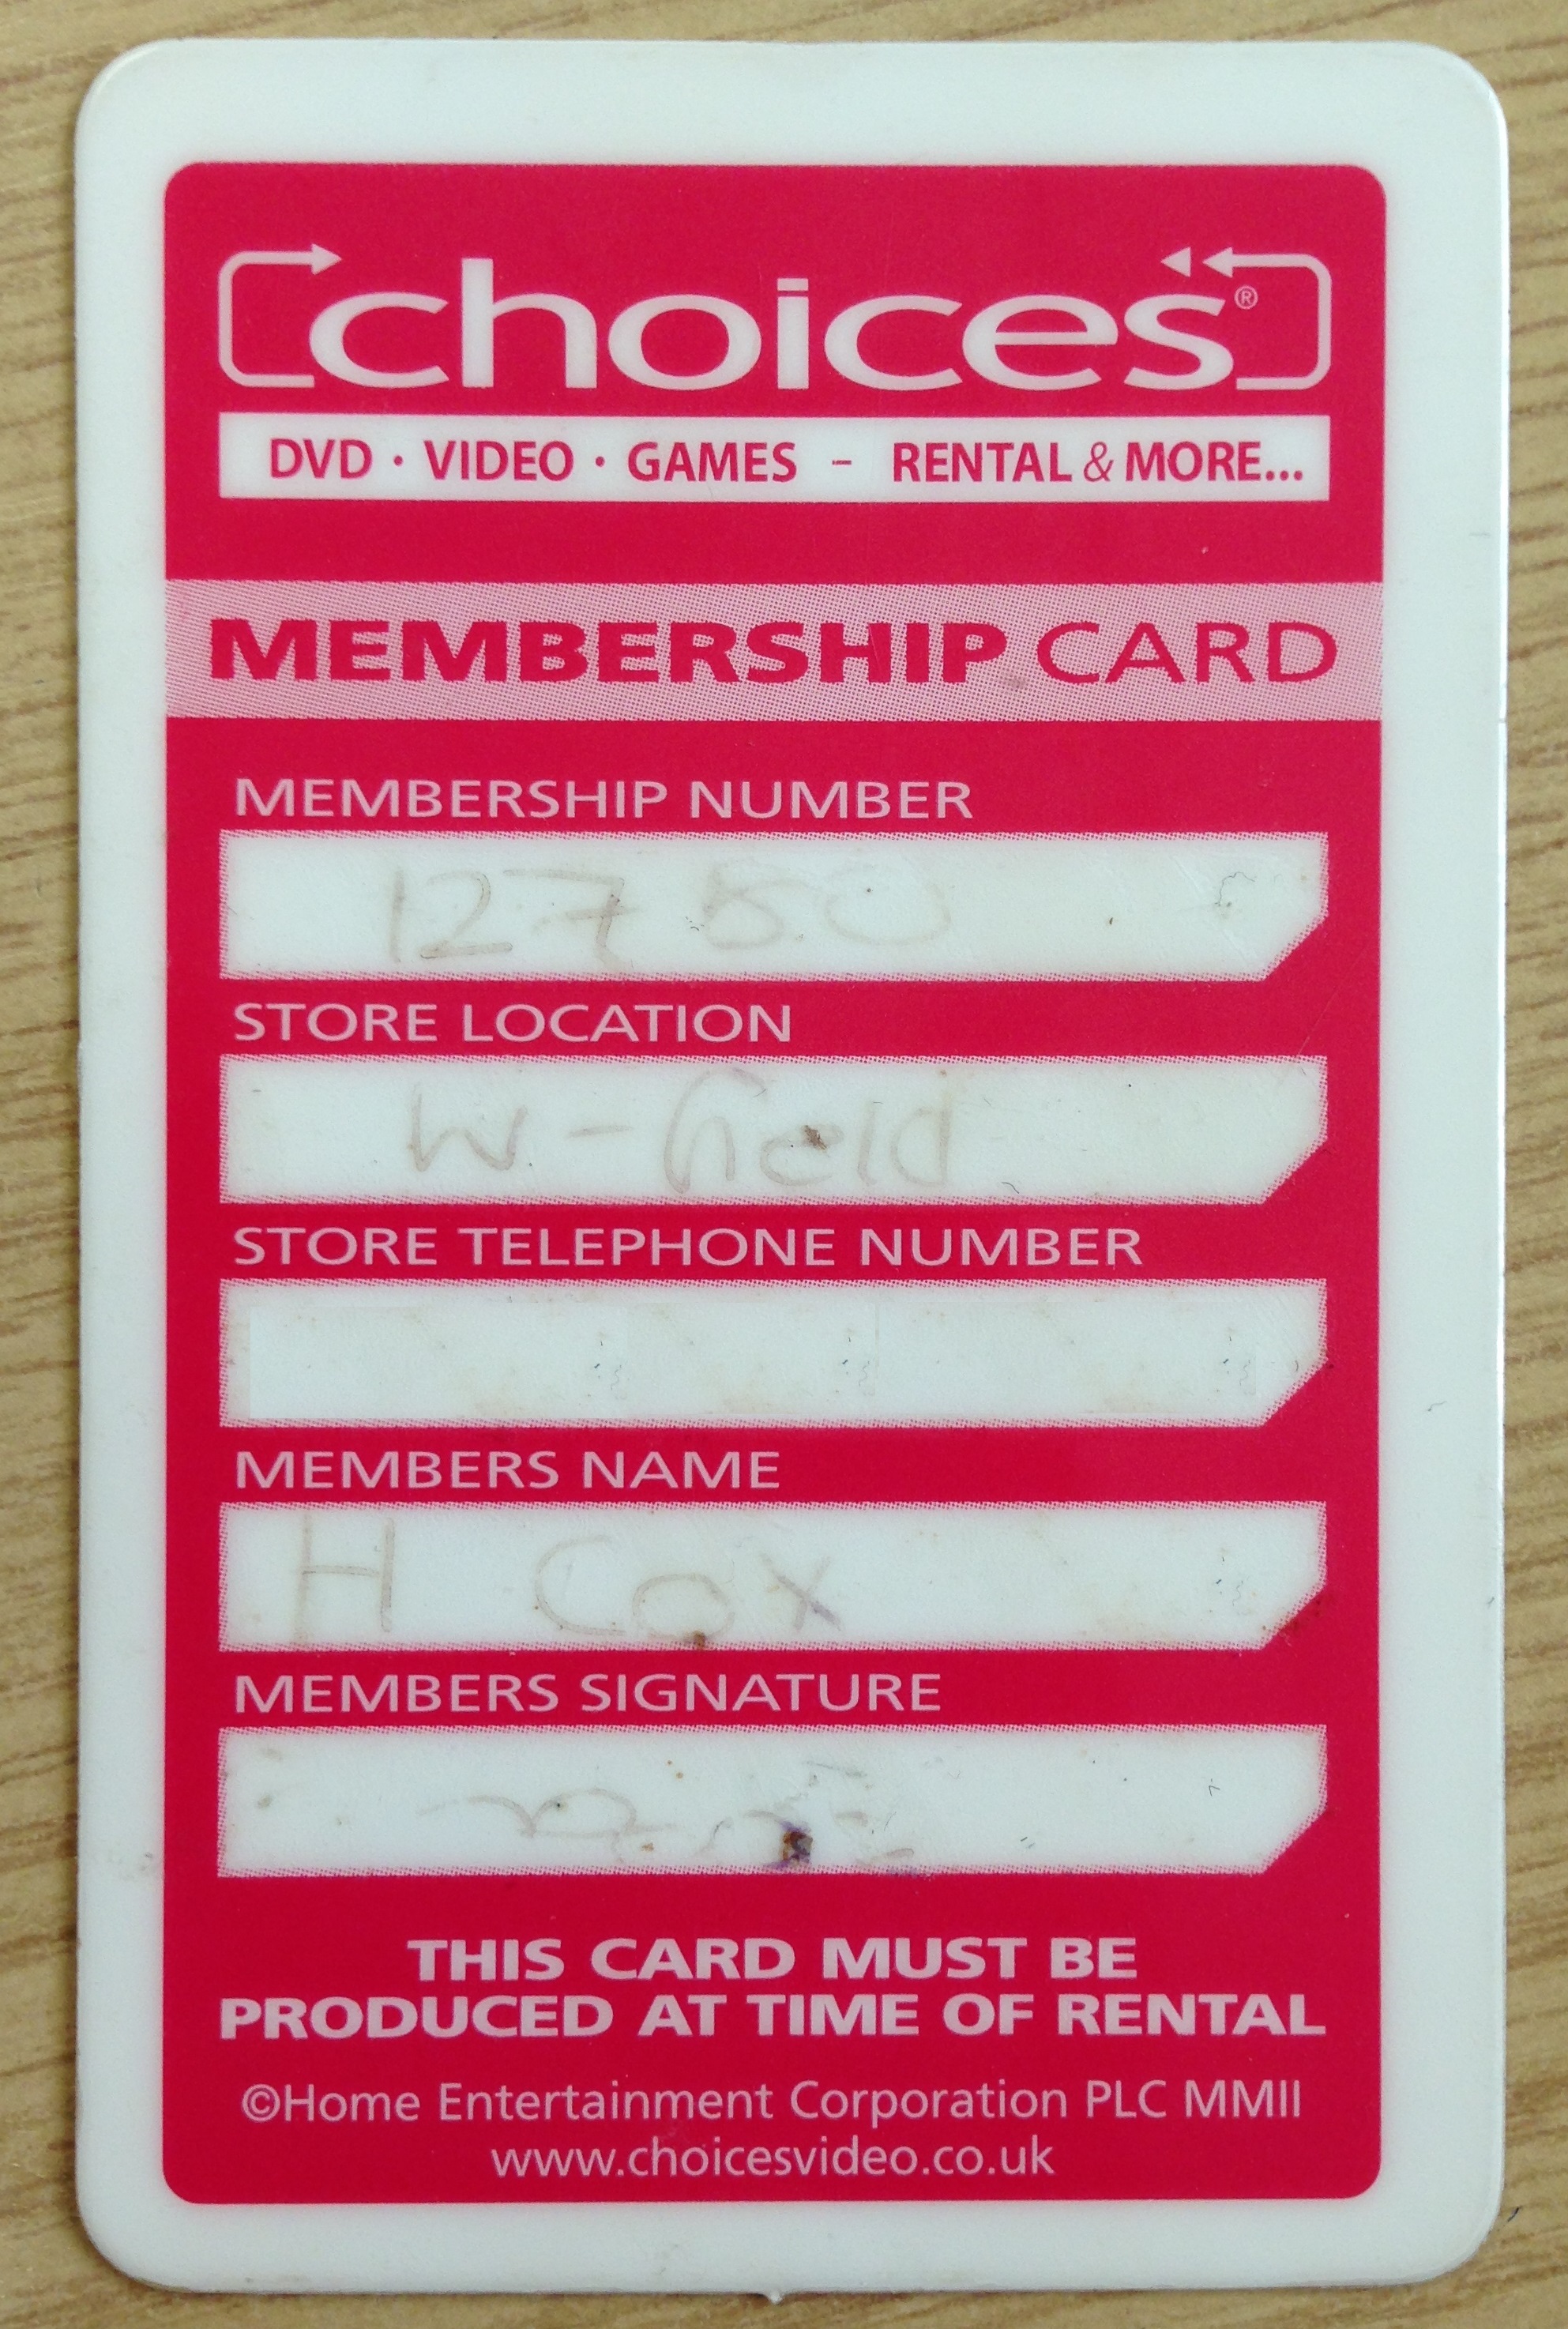 choices®
DVD · VIDEO · GAMES - RENTAL & MORE...
MEMBERSHIP CARD
MEMBERSHIP NUMBER
STORE LOCATION
W-field
STORE TELEPHONE NUMBER
MEMBERS NAME
H Cox
MEMBERS SIGNATURE
THIS CARD MUST BE
PRODUCED AT TIME OF RENTAL
©Home Entertainment Corporation PLC MMII
www.choicesvideo.co.uk